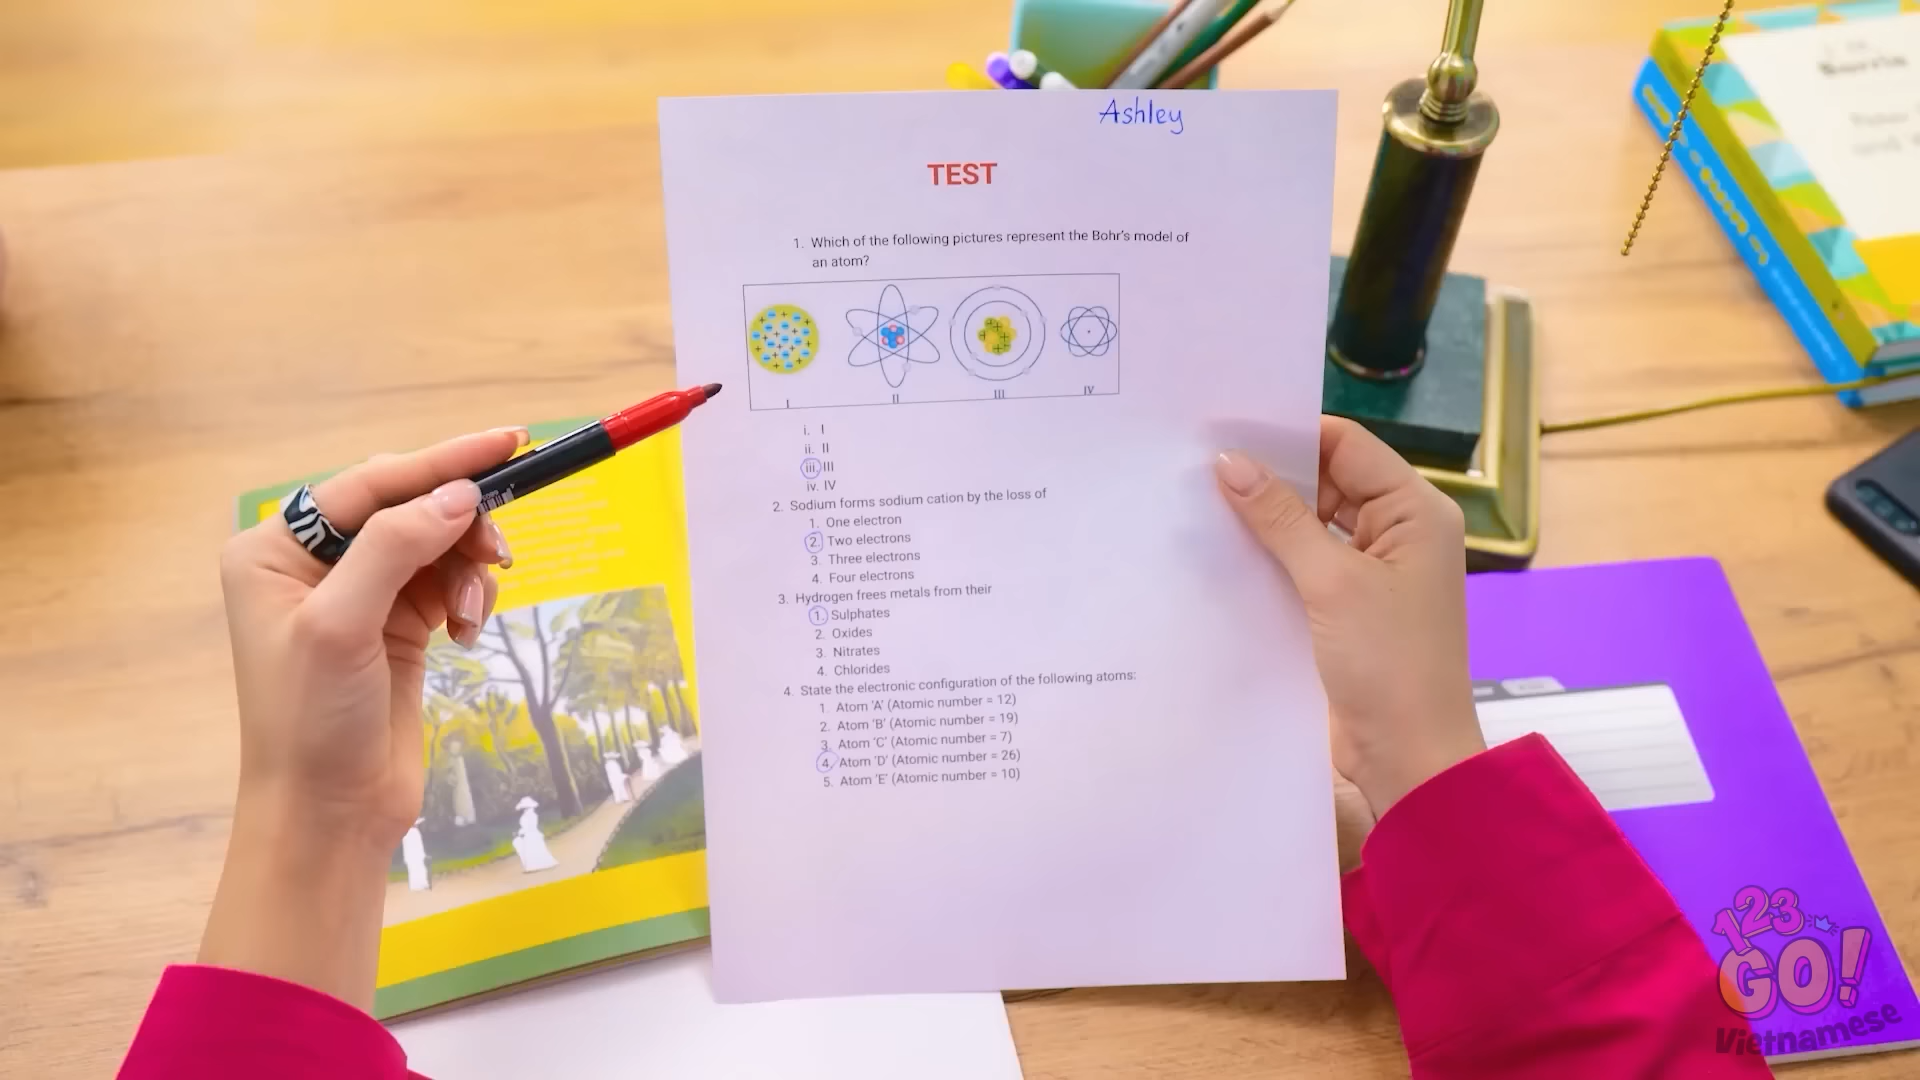 Ashley
TEST
1. Which of the following pictures represent the Bohr's model of
an atom?
I II III IV
i. I
ii. II
iii. III
iv. IV
2. Sodium forms sodium cation by the loss of
1. One electron
2. Two electrons
3. Three electrons
4. Four electrons
3. Hydrogen frees metals from their
1. Sulphates
2. Oxides
3. Nitrates
4. Chlorides
4. State the electronic configuration of the following atoms:
1. Atom 'A' (Atomic number = 12)
2. Atom 'B' (Atomic number = 19)
3. Atom 'C' (Atomic number = 7)
4. Atom 'D' (Atomic number = 26)
5. Atom 'E' (Atomic number = 10)
123
GO!
Vietnamese